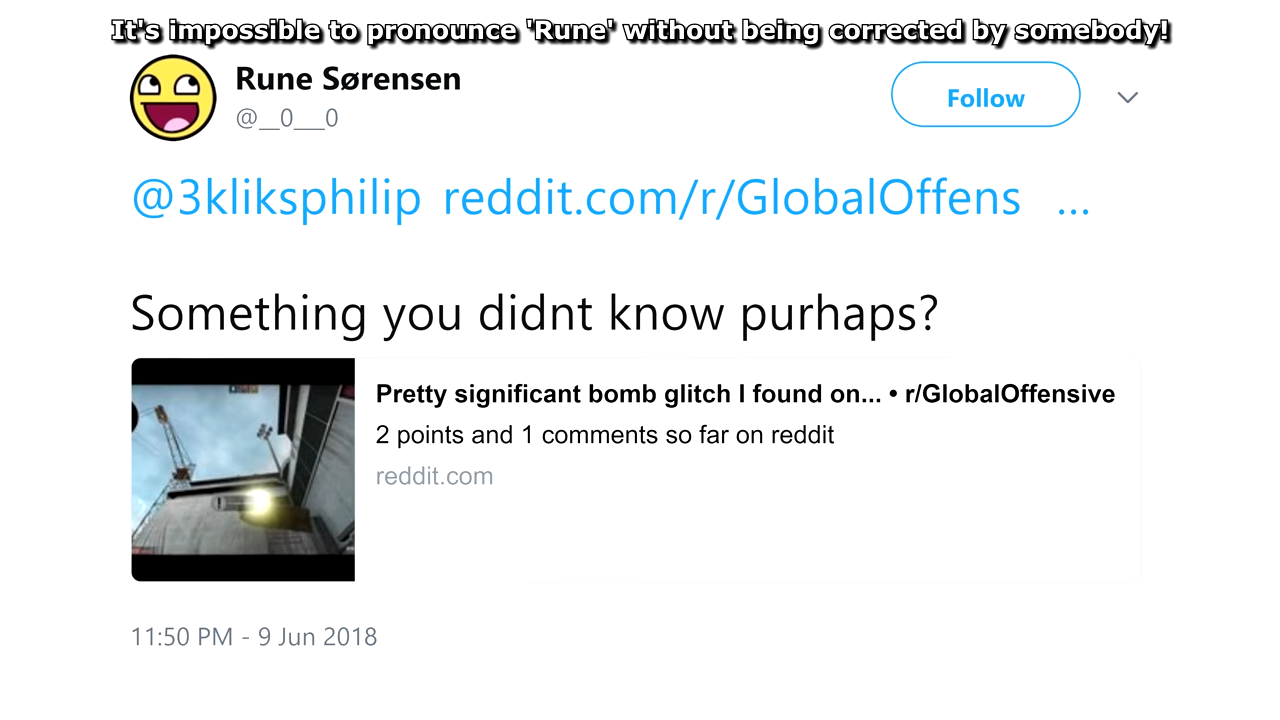 It's impossible to pronounce 'Rune' without being corrected by somebody!
Rune Sørensen
@__0___0
Follow
@3kliksphilip reddit.com/r/GlobalOffens ...
Something you didnt know purhaps?
Pretty significant bomb glitch I found on... • r/GlobalOffensive
2 points and 1 comments so far on reddit
reddit.com
11:50 PM - 9 Jun 2018